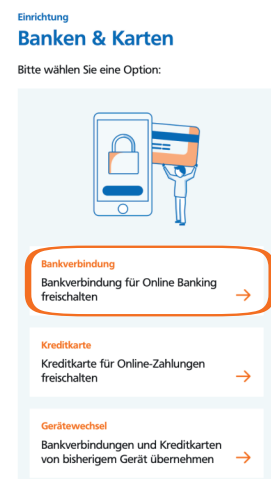 Einrichtung
Banken & Karten
Bitte wählen Sie eine Option:
Bankverbindung
Bankverbindung für Online Banking
freischalten
Kreditkarte
Kreditkarte für Online-Zahlungen
freischalten
Gerätewechsel
Bankverbindungen und Kreditkarten
von bisherigem Gerät übernehmen